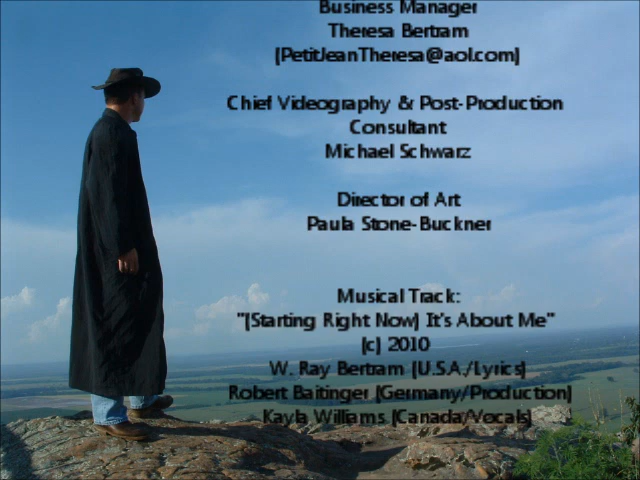 Business Manager
Theresa Bertram
(PetitJeanTheresa@aol.com)
Chief Videography & Post-Production
Consultant
Michael Schwarz
Director of Art
Paula Stone-Buckner
Musical Track:
"(Starting Right Now) It's About Me"
(c) 2010
W. Ray Bertram (U.S.A./Lyrics)
Robert Baitinger (Germany/Production)
Kayla Williams (Canada/Vocals)